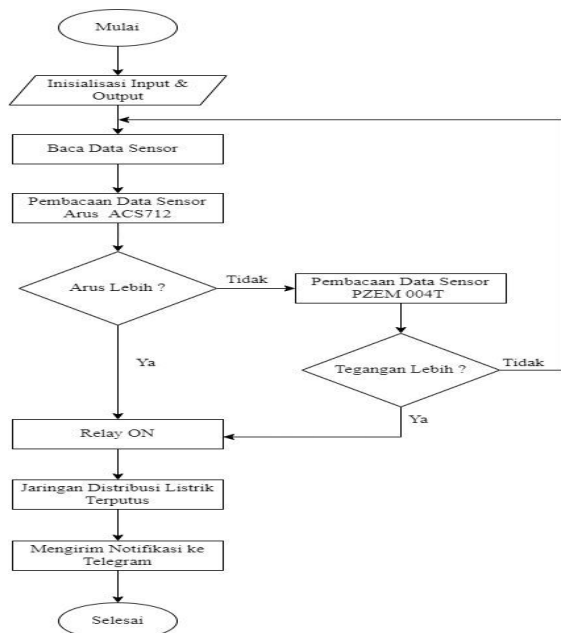 Mulai
Inisialisasi Input &
Output
Baca Data Sensor
Pembacaan Data Sensor
Arus ACS712
Arus Lebih ?
Tidak
Pembacaan Data Sensor
PZEM 004T
Ya
Tegangan Lebih ?
Tidak
Ya
Relay ON
Jaringan Distribusi Listrik
Terputus
Mengirim Notifikasi ke
Telegram
Selesai